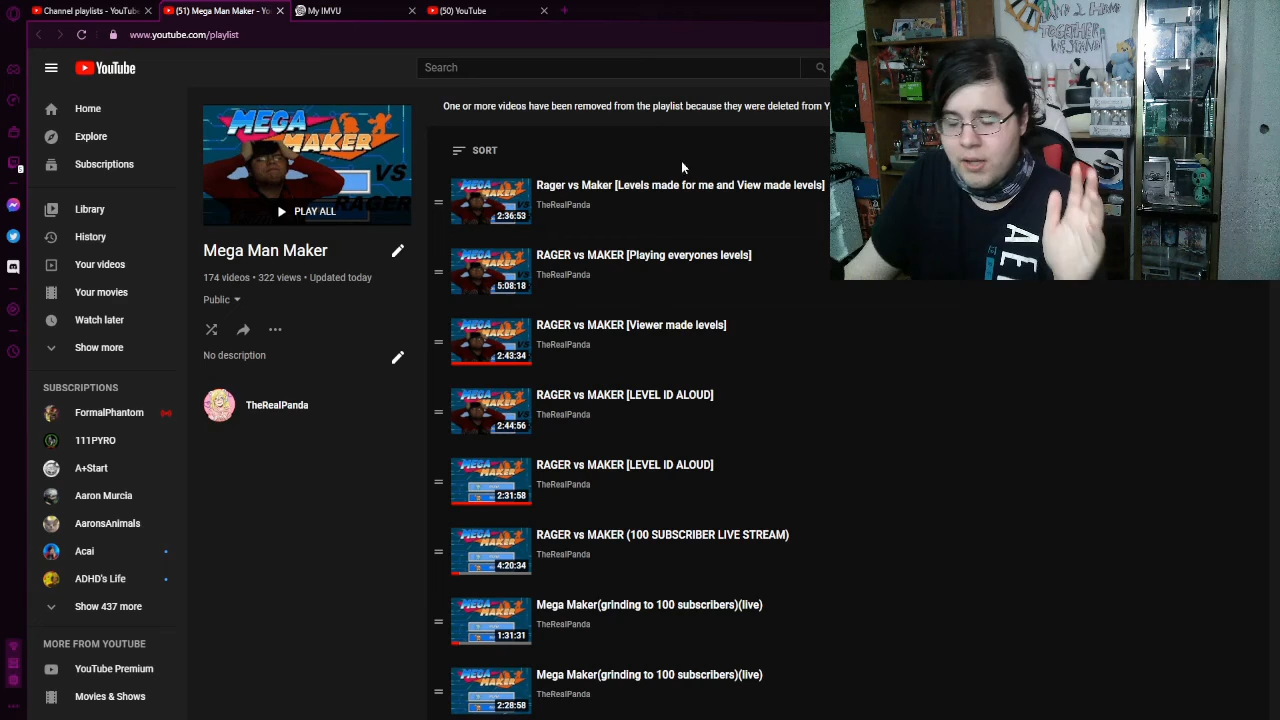 Channel playlists - YouTube
(51) Mega Man Maker - Yo
My IMVU
(50) YouTube
www.youtube.com/playlist
YouTube
Search
Home
Explore
Subscriptions
Library
History
Your videos
Your movies
Watch later
Show more
SUBSCRIPTIONS
FormalPhantom
111PYRO
A+Start
Aaron Murcia
AaronsAnimals
Acai
ADHD's Life
Show 437 more
MORE FROM YOUTUBE
YouTube Premium
Movies & Shows
MEGA
MAKER
VS
RAGER
PLAY ALL
Mega Man Maker
174 videos • 322 views • Updated today
Public
No description
TheRealPanda
One or more videos have been removed from the playlist because they were deleted from Y
SORT
Rager vs Maker [Levels made for me and View made levels]
TheRealPanda
2:36:53
RAGER vs MAKER [Playing everyones levels]
TheRealPanda
5:08:18
RAGER vs MAKER [Viewer made levels]
TheRealPanda
2:43:34
RAGER vs MAKER [LEVEL ID ALOUD]
TheRealPanda
2:44:56
RAGER vs MAKER [LEVEL ID ALOUD]
TheRealPanda
2:31:58
RAGER vs MAKER (100 SUBSCRIBER LIVE STREAM)
TheRealPanda
4:20:34
Mega Maker(grinding to 100 subscribers)(live)
TheRealPanda
1:31:31
Mega Maker(grinding to 100 subscribers)(live)
TheRealPanda
2:28:58
HAND 2 HAND
TOGETHER
WE STAND!